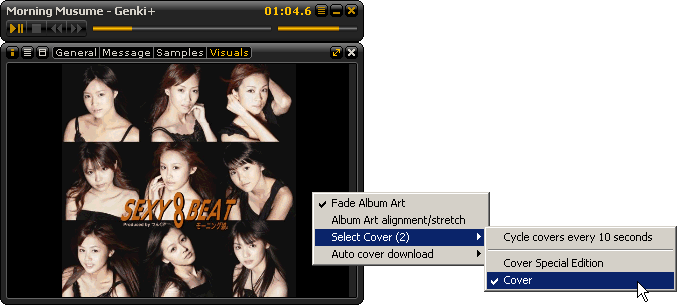 Morning Musume - Genki+ 01:04.6
General Message Samples Visuals
SEXY 8 BEAT
Produced by つんく♂
モーニング娘。
Fade Album Art
Album Art alignment/stretch
Select Cover (2)
Auto cover download
Cycle covers every 10 seconds
Cover Special Edition
Cover